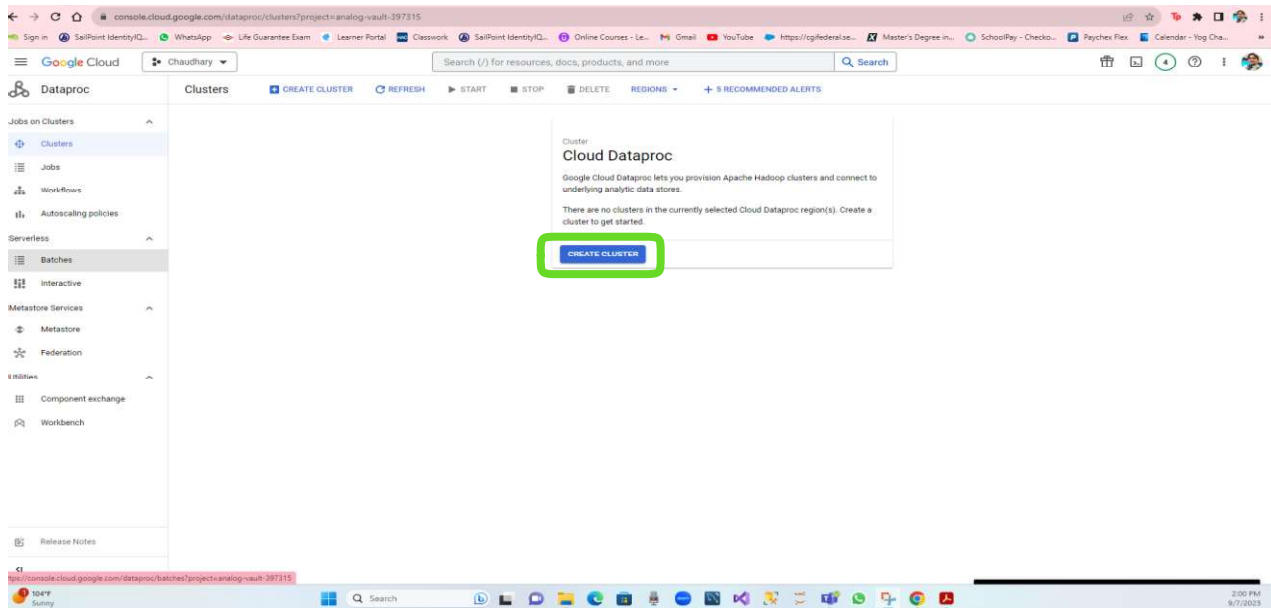 console.cloud.google.com/dataproc/clusters?project=analog-vault-397315
Sign in SailPoint IdentityIQ... WhatsApp Life Guarantee Exam Learner Portal Classwork SailPoint IdentityIQ... Online Courses - Le... Gmail YouTube https://cgifederal.se... Master's Degree in... SchoolPay - Checko... Paychex Flex Calendar - Yog Cha... »
Google Cloud Chaudhary Search (/) for resources, docs, products, and more Search 4
Dataproc Clusters CREATE CLUSTER REFRESH START STOP DELETE REGIONS + 5 RECOMMENDED ALERTS
Jobs on Clusters
Clusters
Jobs
Workflows
Autoscaling policies
Serverless
Batches
Interactive
Metastore Services
Metastore
Federation
Utilities
Component exchange
Workbench
Release Notes
Cluster
Cloud Dataproc
Google Cloud Dataproc lets you provision Apache Hadoop clusters and connect to
underlying analytic data stores.
There are no clusters in the currently selected Cloud Dataproc region(s). Create a
cluster to get started.
CREATE CLUSTER
ttps://console.cloud.google.com/dataproc/batches?project=analog-vault-397315
104°F
Sunny
Search
2:00 PM
9/7/2023